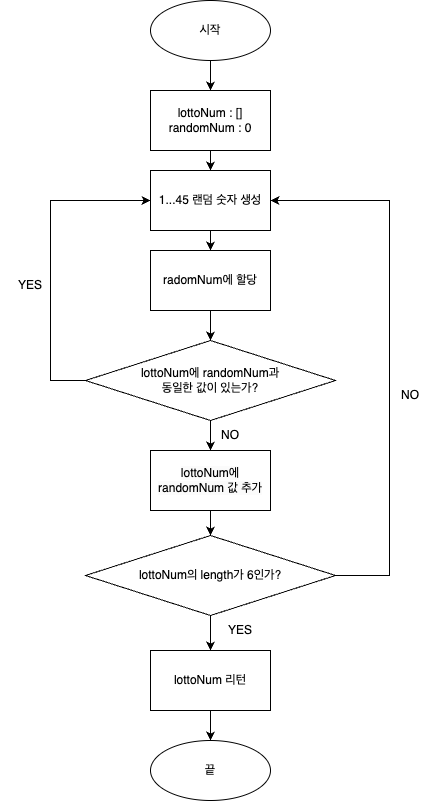 시작
lottoNum : []
randomNum : 0
1...45 랜덤 숫자 생성
YES
radomNum에 할당
lottoNum에 randomNum과
동일한 값이 있는가?
NO
NO
lottoNum에
randomNum 값 추가
lottoNum의 length가 6인가?
YES
lottoNum 리턴
끝